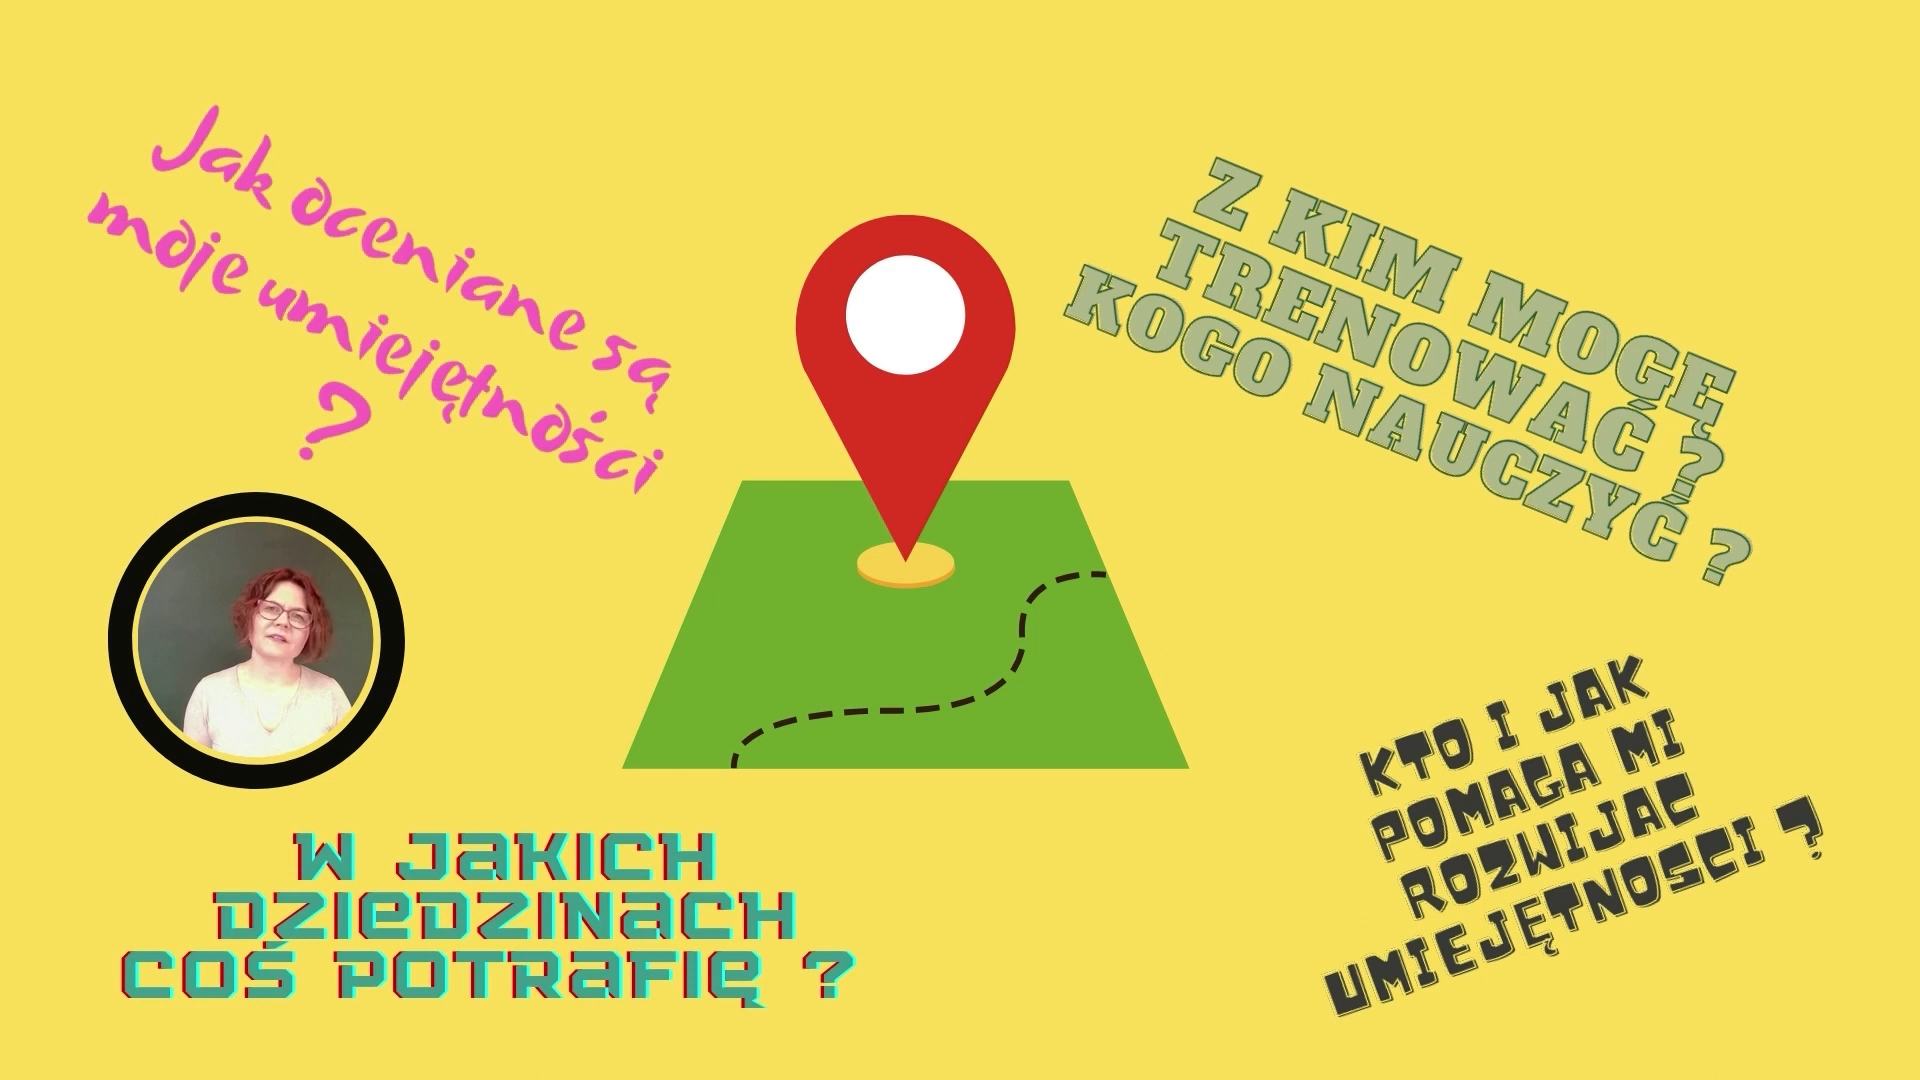 Jak oceniane są
moje umiejętności
?
Z KIM MOGĘ
TRENOWAĆ ?
KOGO NAUCZYĆ ?
W JAKICH
DZIEDZINACH
COŚ POTRAFIĘ ?
KTO I JAK
POMAGA MI
ROZWIJAC
UMIEJĘTNOSCI ?